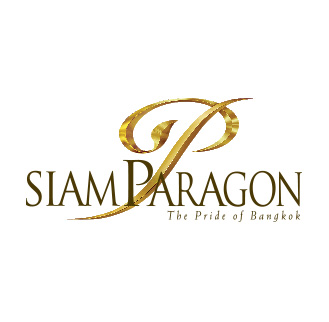 SIAM PARAGON
The Pride of Bangkok